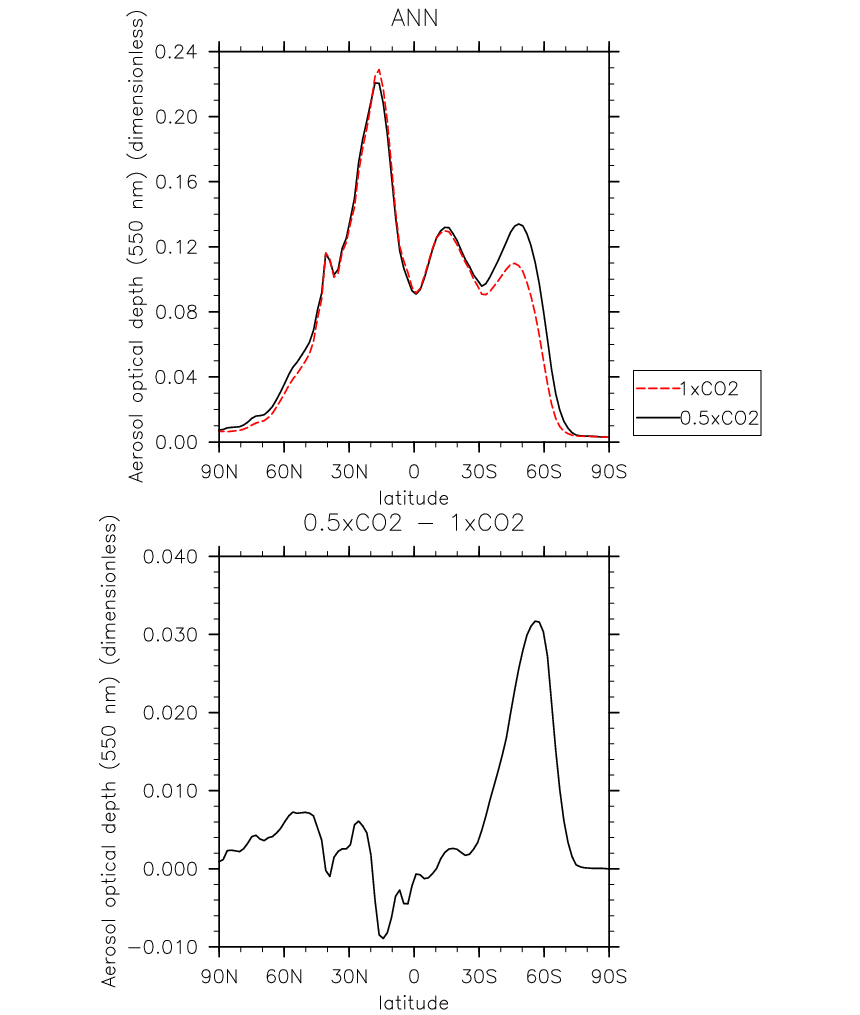 ANN
Aerosol optical depth (550 nm) (dimensionless)
0.24
0.20
0.16
0.12
0.08
0.04
0.00
90N 60N 30N 0 30S 60S 90S
latitude
1xCO2
0.5xCO2
0.5xCO2 − 1xCO2
Aerosol optical depth (550 nm) (dimensionless)
0.040
0.030
0.020
0.010
0.000
−0.010
90N 60N 30N 0 30S 60S 90S
latitude